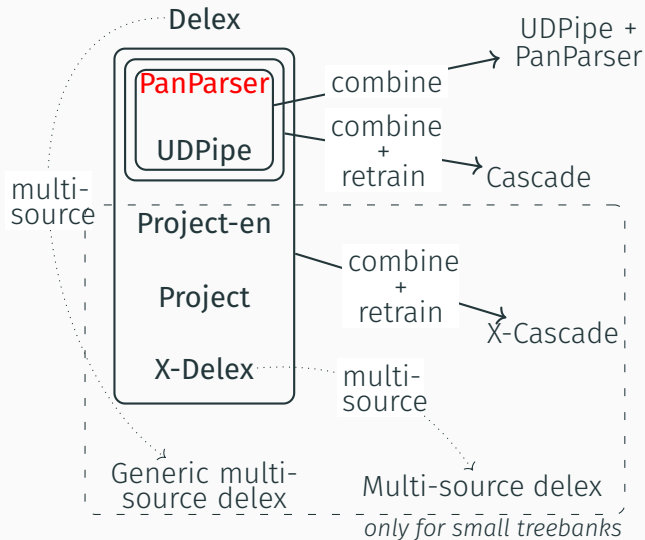 Delex
UDPipe +
PanParser
PanParser
combine
UDPipe
combine
+
retrain
Cascade
multi-
source
Project-en
combine
+
retrain
Project
X-Cascade
X-Delex
multi-
source
Generic multi-
source delex
Multi-source delex
only for small treebanks